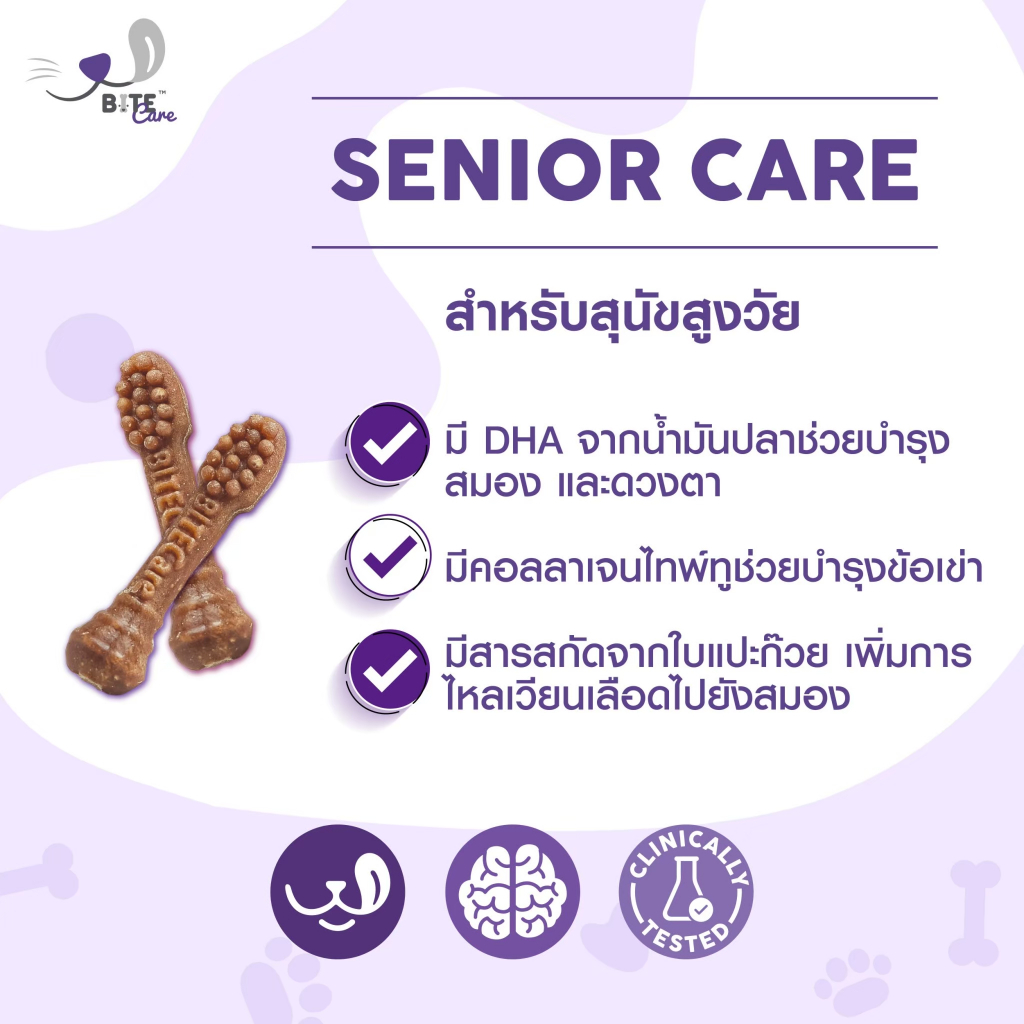 BITE™
Care
SENIOR CARE
สำหรับสุนัขสูงวัย
มี DHA จากน้ำมันปลาช่วยบำรุง
สมอง และดวงตา
มีคอลลาเจนไทพ์ทูช่วยบำรุงข้อเข่า
มีสารสกัดจากใบแปะก๊วย เพิ่มการ
ไหลเวียนเลือดไปยังสมอง
BITECare
BITECare
CLINICALLY
TESTED